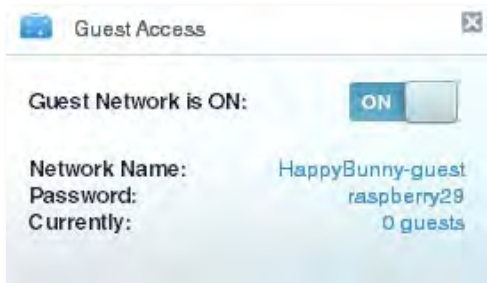 Guest Access
Guest Network is ON: ON
Network Name: HappyBunny-guest
Password: raspberry29
Currently: 0 guests